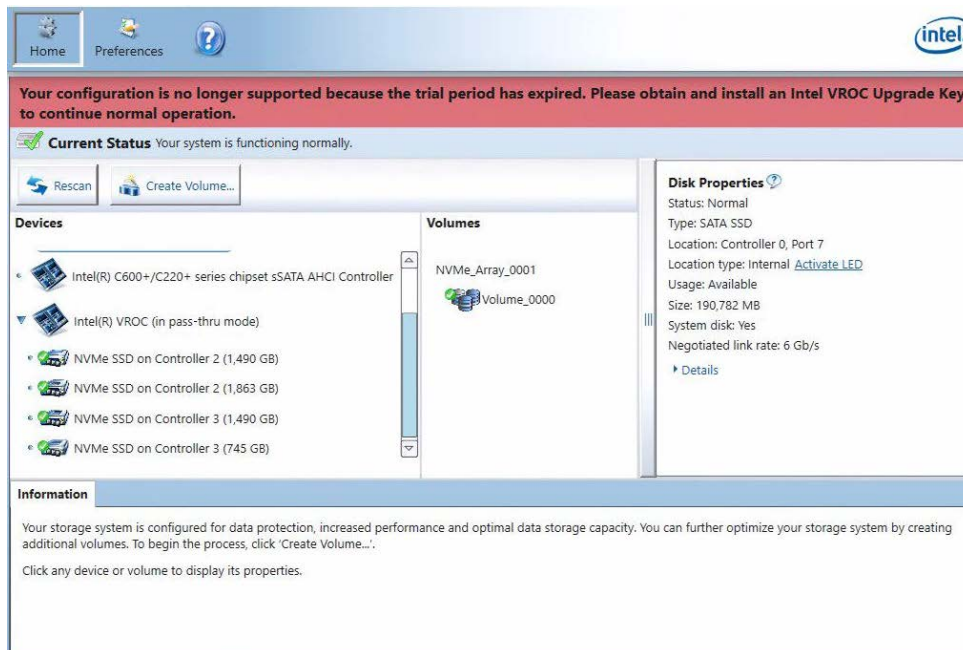 Home
Preferences
intel
Your configuration is no longer supported because the trial period has expired. Please obtain and install an Intel VROC Upgrade Key
to continue normal operation.
Current Status Your system is functioning normally.
Rescan
Create Volume...
Devices
Intel(R) C600+/C220+ series chipset sSATA AHCI Controller
Intel(R) VROC (in pass-thru mode)
NVMe SSD on Controller 2 (1,490 GB)
NVMe SSD on Controller 2 (1,863 GB)
NVMe SSD on Controller 3 (1,490 GB)
NVMe SSD on Controller 3 (745 GB)
Volumes
NVMe_Array_0001
Volume_0000
Disk Properties
Status: Normal
Type: SATA SSD
Location: Controller 0, Port 7
Location type: Internal Activate LED
Usage: Available
Size: 190,782 MB
System disk: Yes
Negotiated link rate: 6 Gb/s
Details
Information
Your storage system is configured for data protection, increased performance and optimal data storage capacity. You can further optimize your storage system by creating
additional volumes. To begin the process, click 'Create Volume...'.
Click any device or volume to display its properties.